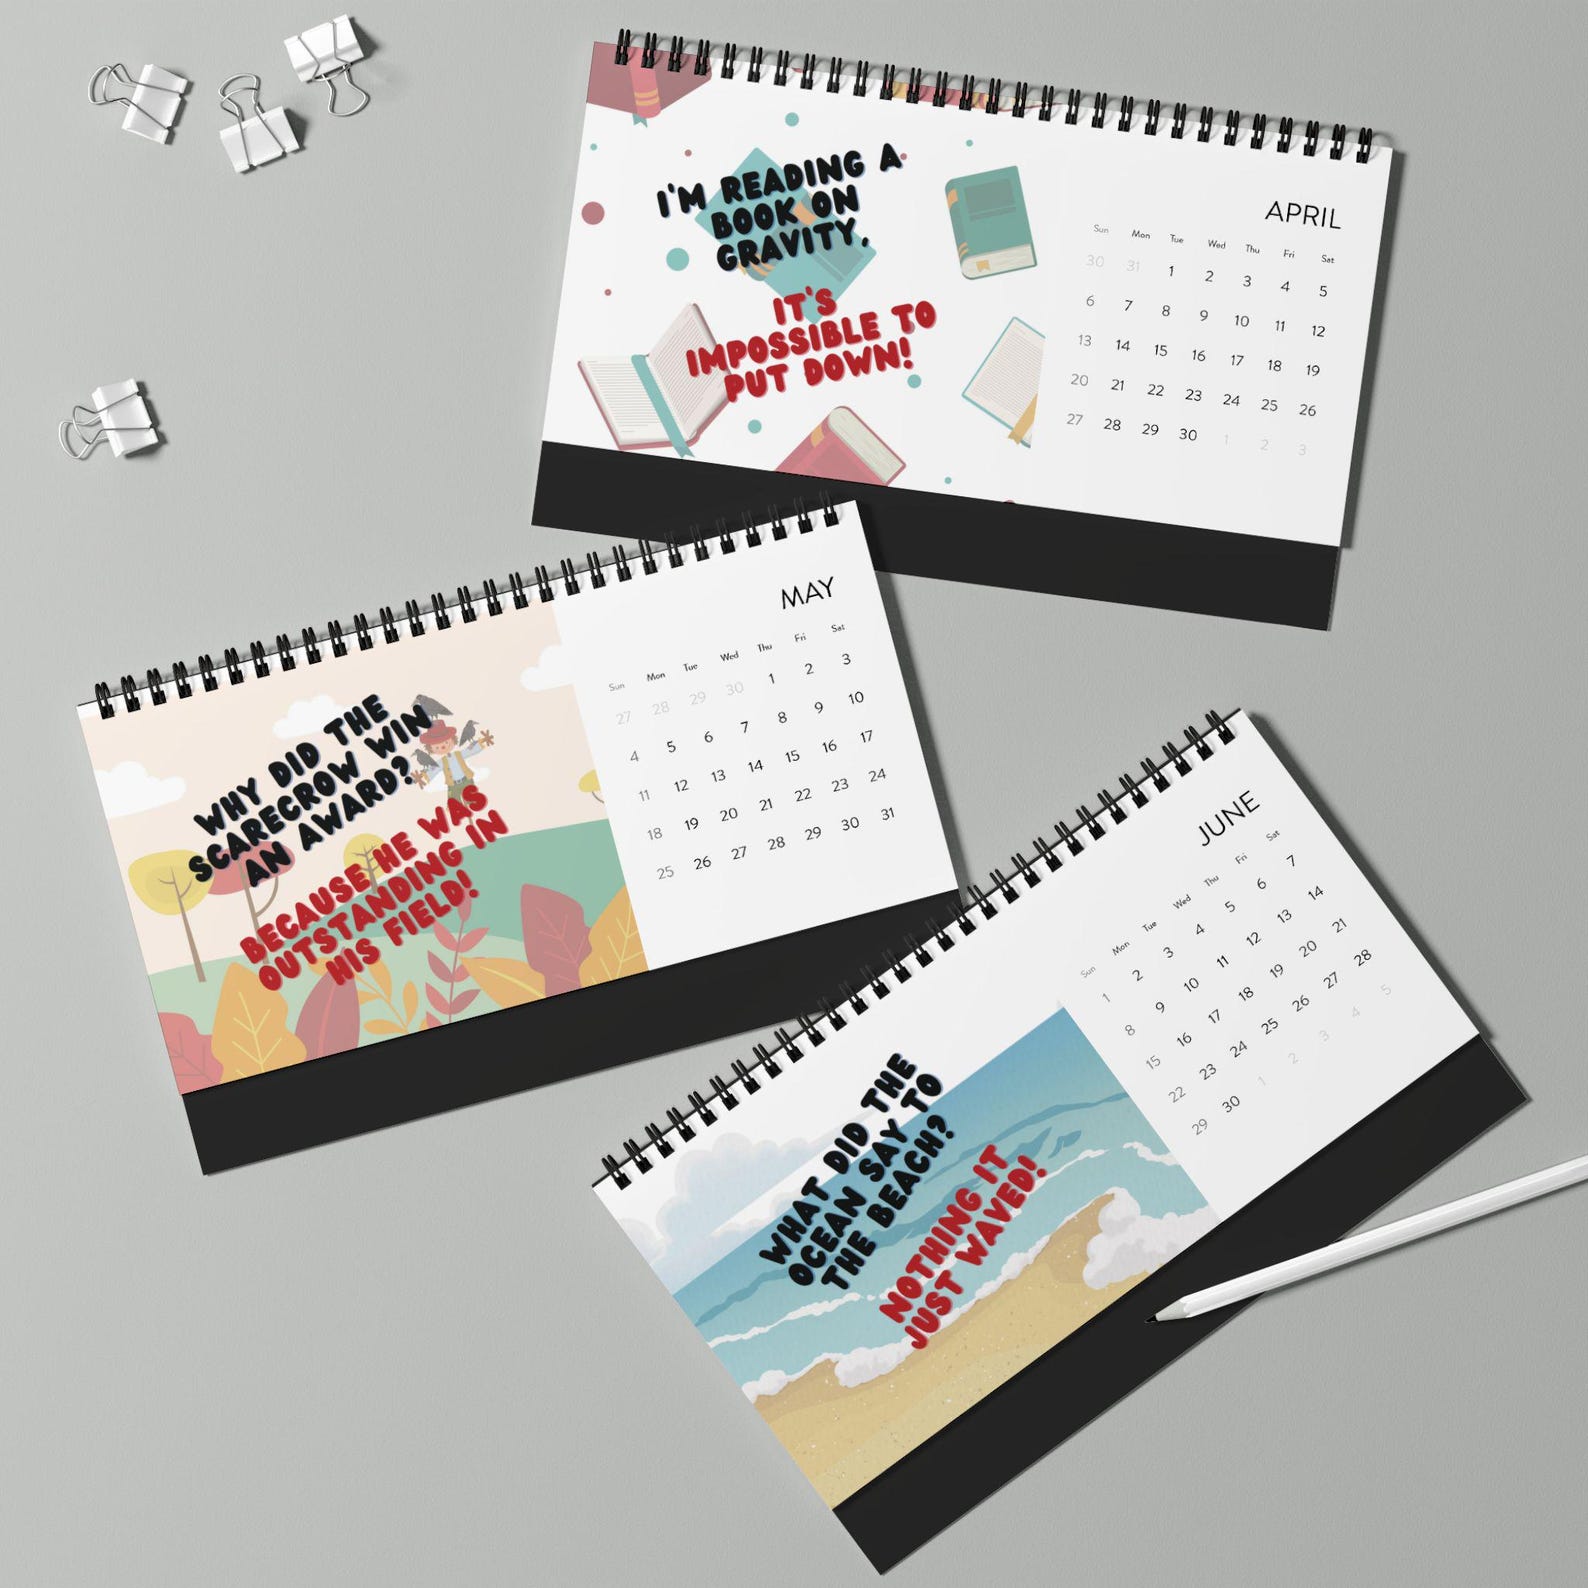 I'M READING A
BOOK ON
GRAVITY,
IT'S
IMPOSSIBLE TO
PUT DOWN!
APRIL
Sun Mon Tue Wed Thu Fri Sat
30 31 1 2 3 4 5
6 7 8 9 10 11 12
13 14 15 16 17 18 19
20 21 22 23 24 25 26
27 28 29 30 1 2 3
WHY DID THE
SCARECROW WIN
AN AWARD?
BECAUSE HE WAS
OUTSTANDING IN
HIS FIELD!
MAY
Sun Mon Tue Wed Thu Fri Sat
27 28 29 30 1 2 3
4 5 6 7 8 9 10
11 12 13 14 15 16 17
18 19 20 21 22 23 24
25 26 27 28 29 30 31
WHAT DID THE
OCEAN SAY TO
THE BEACH?
NOTHING IT
JUST WAVED!
JUNE
Sun Mon Tue Wed Thu Fri Sat
1 2 3 4 5 6 7
8 9 10 11 12 13 14
15 16 17 18 19 20 21
22 23 24 25 26 27 28
29 30 1 2 3 4 5